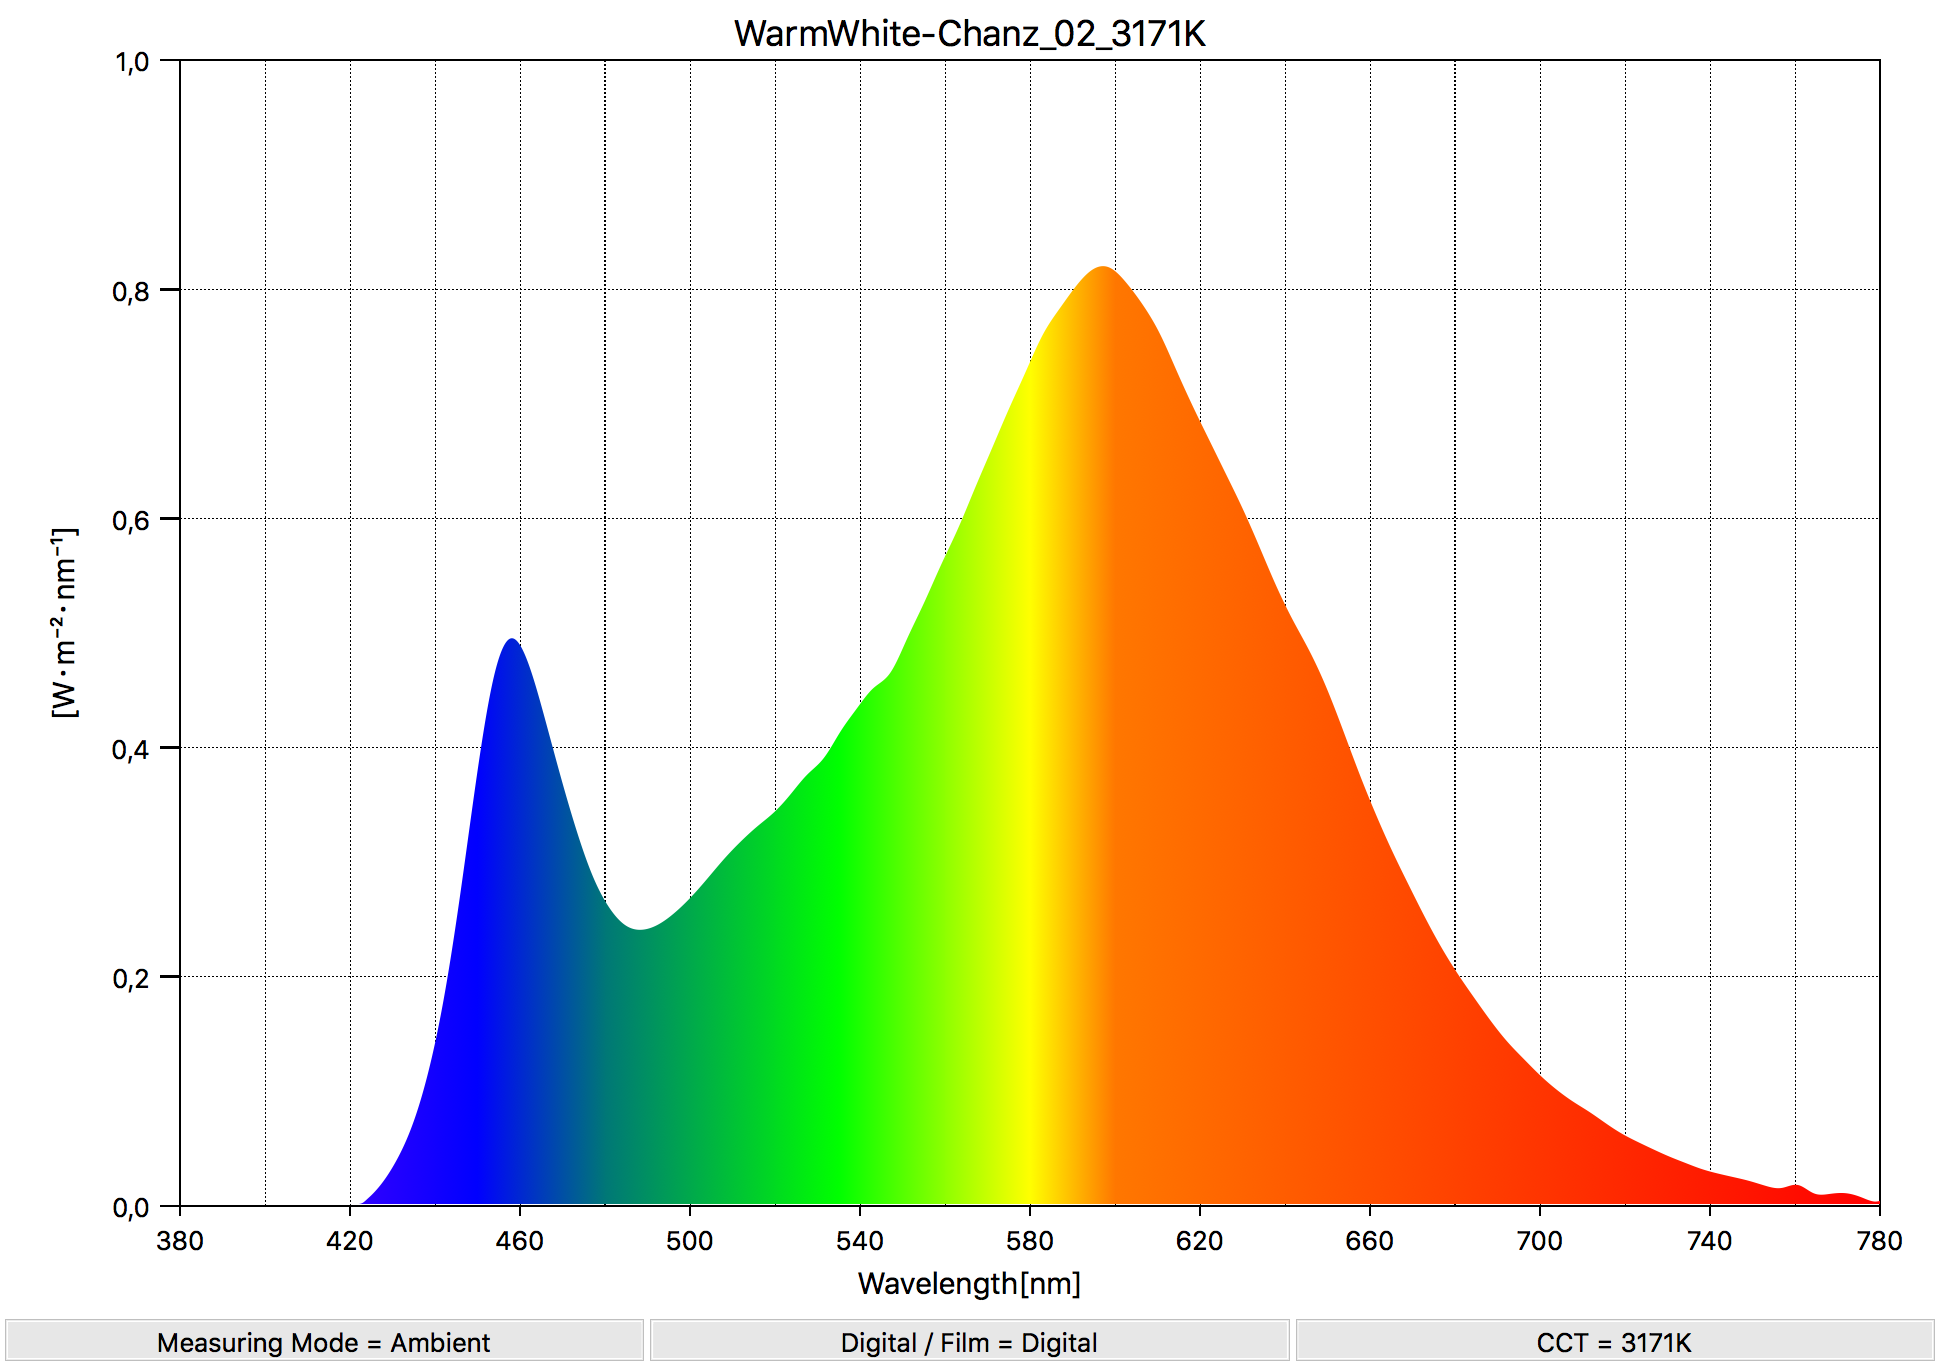 WarmWhite-Chanz_02_3171K
1,0
0,8
0,6
0,4
0,2
0,0
[W·m⁻²·nm⁻¹]
380 420 460 500 540 580 620 660 700 740 780
Wavelength[nm]
Measuring Mode = Ambient
Digital / Film = Digital
CCT = 3171K